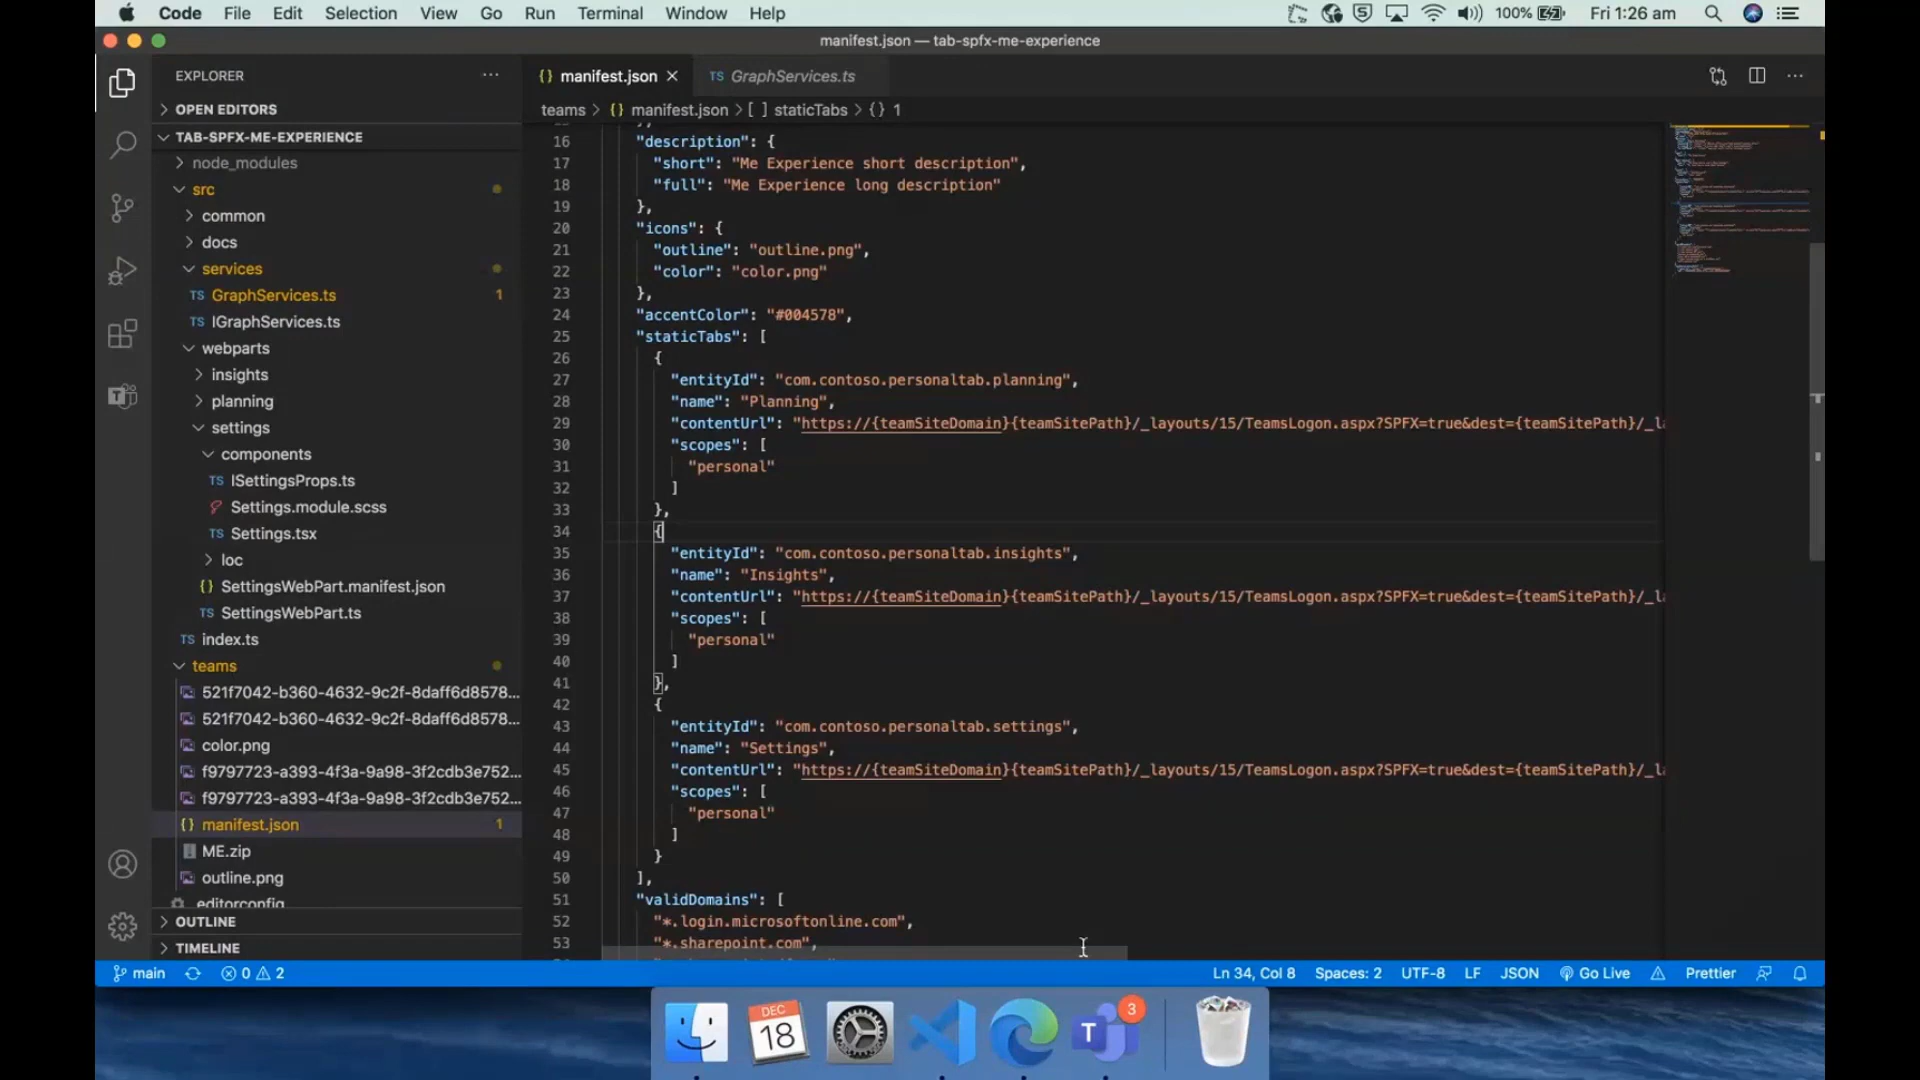 Code File Edit Selection View Go Run Terminal Window Help 100% Fri 1:26 am
manifest.json — tab-spfx-me-experience
EXPLORER
OPEN EDITORS
TAB-SPFX-ME-EXPERIENCE
node_modules
src
common
docs
services
TS GraphServices.ts 1
TS IGraphServices.ts
webparts
insights
planning
settings
components
TS ISettingsProps.ts
Settings.module.scss
TS Settings.tsx
loc
{} SettingsWebPart.manifest.json
TS SettingsWebPart.ts
TS index.ts
teams
521f7042-b360-4632-9c2f-8daff6d8578...
521f7042-b360-4632-9c2f-8daff6d8578...
color.png
f9797723-a393-4f3a-9a98-3f2cdb3e752...
f9797723-a393-4f3a-9a98-3f2cdb3e752...
{} manifest.json 1
ME.zip
outline.png
.editorconfig
OUTLINE
TIMELINE
{} manifest.json TS GraphServices.ts
teams > {} manifest.json > [ ] staticTabs > {} 1
16 "description": {
17 "short": "Me Experience short description",
18 "full": "Me Experience long description"
19 },
20 "icons": {
21 "outline": "outline.png",
22 "color": "color.png"
23 },
24 "accentColor": "#004578",
25 "staticTabs": [
26 {
27 "entityId": "com.contoso.personaltab.planning",
28 "name": "Planning",
29 "contentUrl": "https://{teamSiteDomain}{teamSitePath}/_layouts/15/TeamsLogon.aspx?SPFX=true&dest={teamSitePath}/_la
30 "scopes": [
31 "personal"
32 ]
33 },
34 {
35 "entityId": "com.contoso.personaltab.insights",
36 "name": "Insights",
37 "contentUrl": "https://{teamSiteDomain}{teamSitePath}/_layouts/15/TeamsLogon.aspx?SPFX=true&dest={teamSitePath}/_la
38 "scopes": [
39 "personal"
40 ]
41 },
42 {
43 "entityId": "com.contoso.personaltab.settings",
44 "name": "Settings",
45 "contentUrl": "https://{teamSiteDomain}{teamSitePath}/_layouts/15/TeamsLogon.aspx?SPFX=true&dest={teamSitePath}/_la
46 "scopes": [
47 "personal"
48 ]
49 }
50 ],
51 "validDomains": [
52 "*.login.microsoftonline.com",
53 "*.sharepoint.com",
main 0 2 Ln 34, Col 8 Spaces: 2 UTF-8 LF JSON Go Live Prettier
DEC
18
T
3